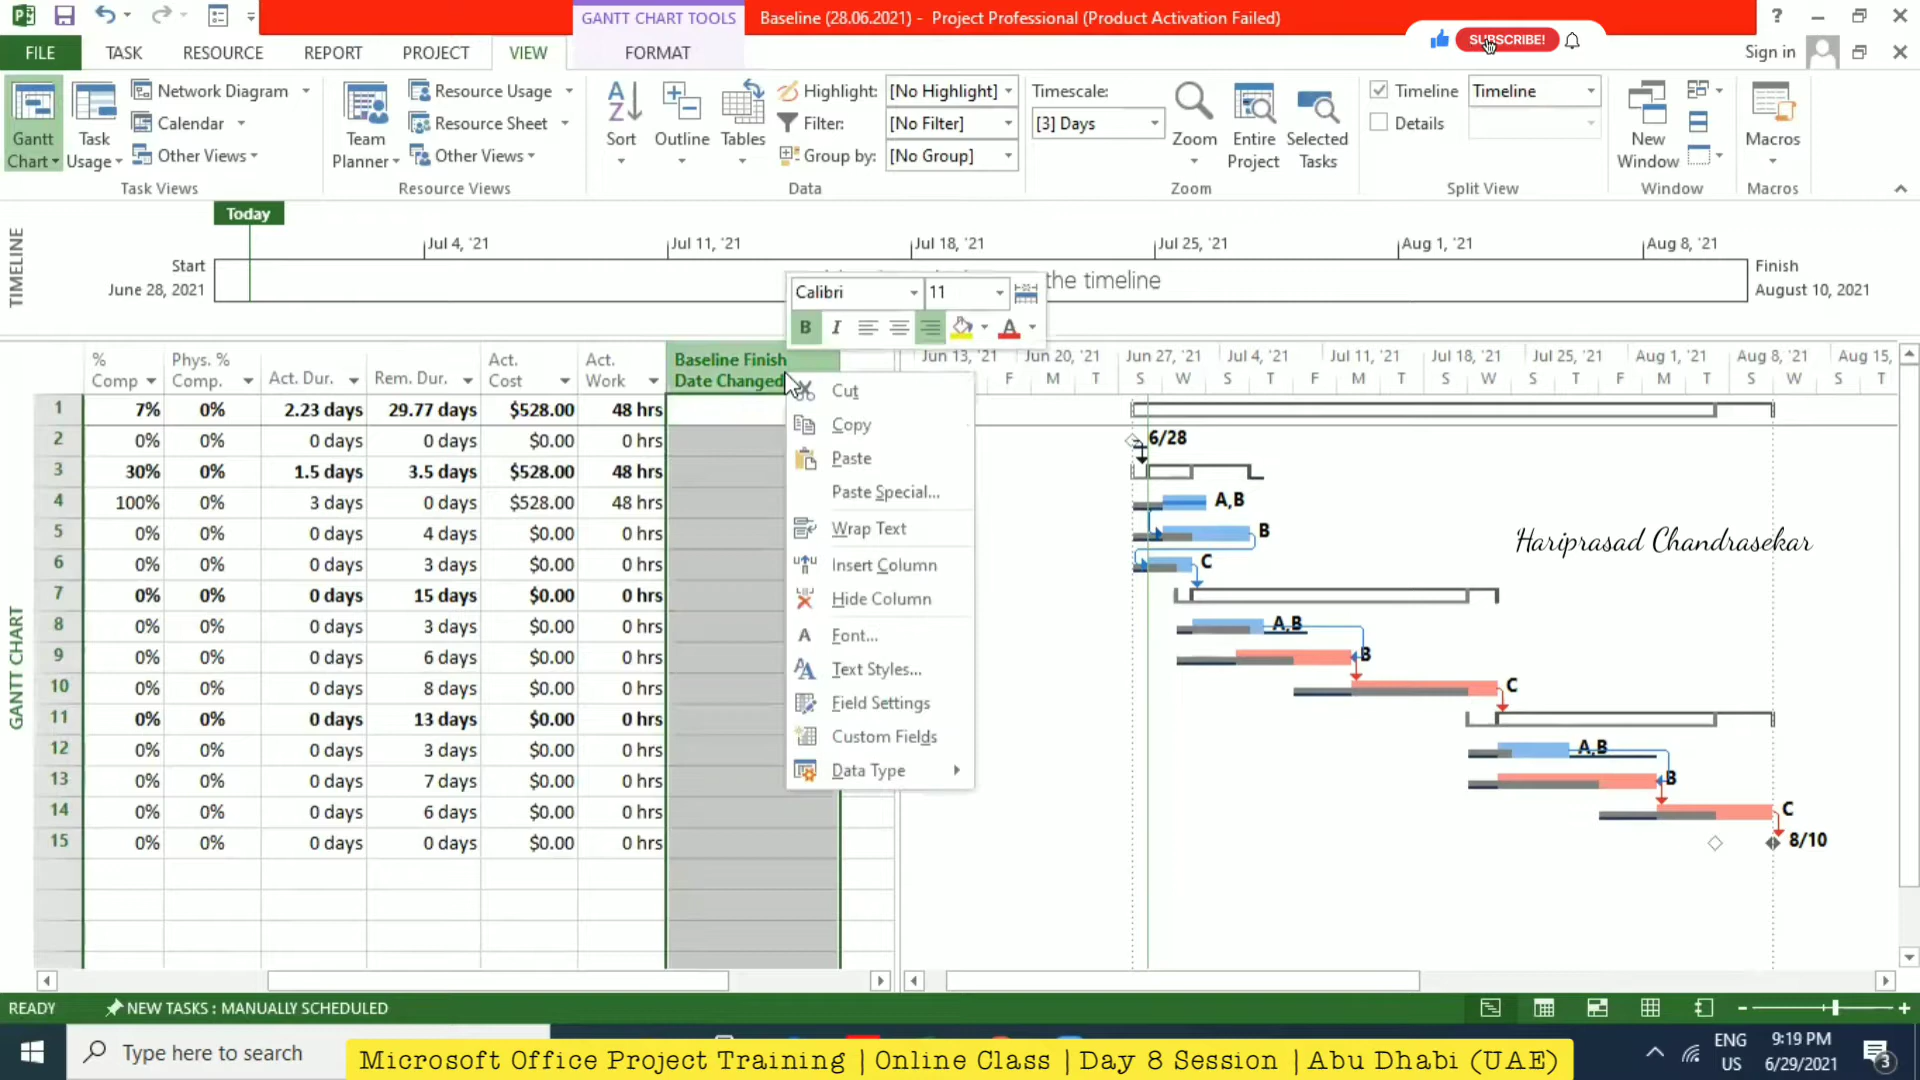 GANTT CHART TOOLS
Baseline (28.06.2021) - Project Professional (Product Activation Failed)
SUBSCRIBE!
FILE
TASK
RESOURCE
REPORT
PROJECT
VIEW
FORMAT
Sign in
Gantt Chart
Task Usage
Network Diagram
Calendar
Other Views
Task Views
Team Planner
Resource Usage
Resource Sheet
Other Views
Resource Views
Sort
Outline
Tables
Highlight: [No Highlight]
Filter: [No Filter]
Group by: [No Group]
Data
Timescale:
[3] Days
Zoom
Entire Project
Selected Tasks
Zoom
Timeline Timeline
Details
Split View
New Window
Window
Macros
Macros
TIMELINE
Today
Jul 4, '21 Jul 11, '21 Jul 18, '21 Jul 25, '21 Aug 1, '21 Aug 8, '21
Start
June 28, 2021
the timeline
Finish
August 10, 2021
Calibri 11
B I A
GANTT CHART
% Comp Phys. % Comp. Act. Dur. Rem. Dur. Act. Cost Act. Work Baseline Finish Date Changed
1 7% 0% 2.23 days 29.77 days $528.00 48 hrs
2 0% 0% 0 days 0 days $0.00 0 hrs
3 30% 0% 1.5 days 3.5 days $528.00 48 hrs
4 100% 0% 3 days 0 days $528.00 48 hrs
5 0% 0% 0 days 4 days $0.00 0 hrs
6 0% 0% 0 days 3 days $0.00 0 hrs
7 0% 0% 0 days 15 days $0.00 0 hrs
8 0% 0% 0 days 3 days $0.00 0 hrs
9 0% 0% 0 days 6 days $0.00 0 hrs
10 0% 0% 0 days 8 days $0.00 0 hrs
11 0% 0% 0 days 13 days $0.00 0 hrs
12 0% 0% 0 days 3 days $0.00 0 hrs
13 0% 0% 0 days 7 days $0.00 0 hrs
14 0% 0% 0 days 6 days $0.00 0 hrs
15 0% 0% 0 days 0 days $0.00 0 hrs
Cut
Copy
Paste
Paste Special...
Wrap Text
Insert Column
Hide Column
Font...
Text Styles...
Field Settings
Custom Fields
Data Type
Jun 13, '21 Jun 20, '21 Jun 27, '21 Jul 4, '21 Jul 11, '21 Jul 18, '21 Jul 25, '21 Aug 1, '21 Aug 8, '21 Aug 15,
F M T S W S T F M T S W S T F M T S W S T
6/28
A,B
B
C
A,B
B
C
A,B
B
C
8/10
Hariprasad Chandrasekar
READY
NEW TASKS : MANUALLY SCHEDULED
Type here to search
Microsoft Office Project Training | Online Class | Day 8 Session | Abu Dhabi (UAE)
ENG
US
9:19 PM
6/29/2021
3